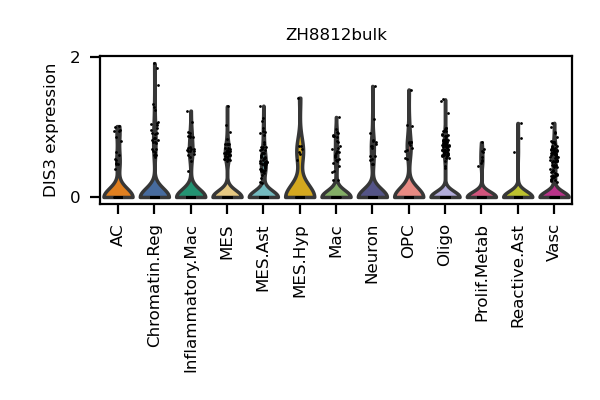 ZH8812bulk
DIS3 expression
2
0
AC
Chromatin.Reg
Inflammatory.Mac
MES
MES.Ast
MES.Hyp
Mac
Neuron
OPC
Oligo
Prolif.Metab
Reactive.Ast
Vasc